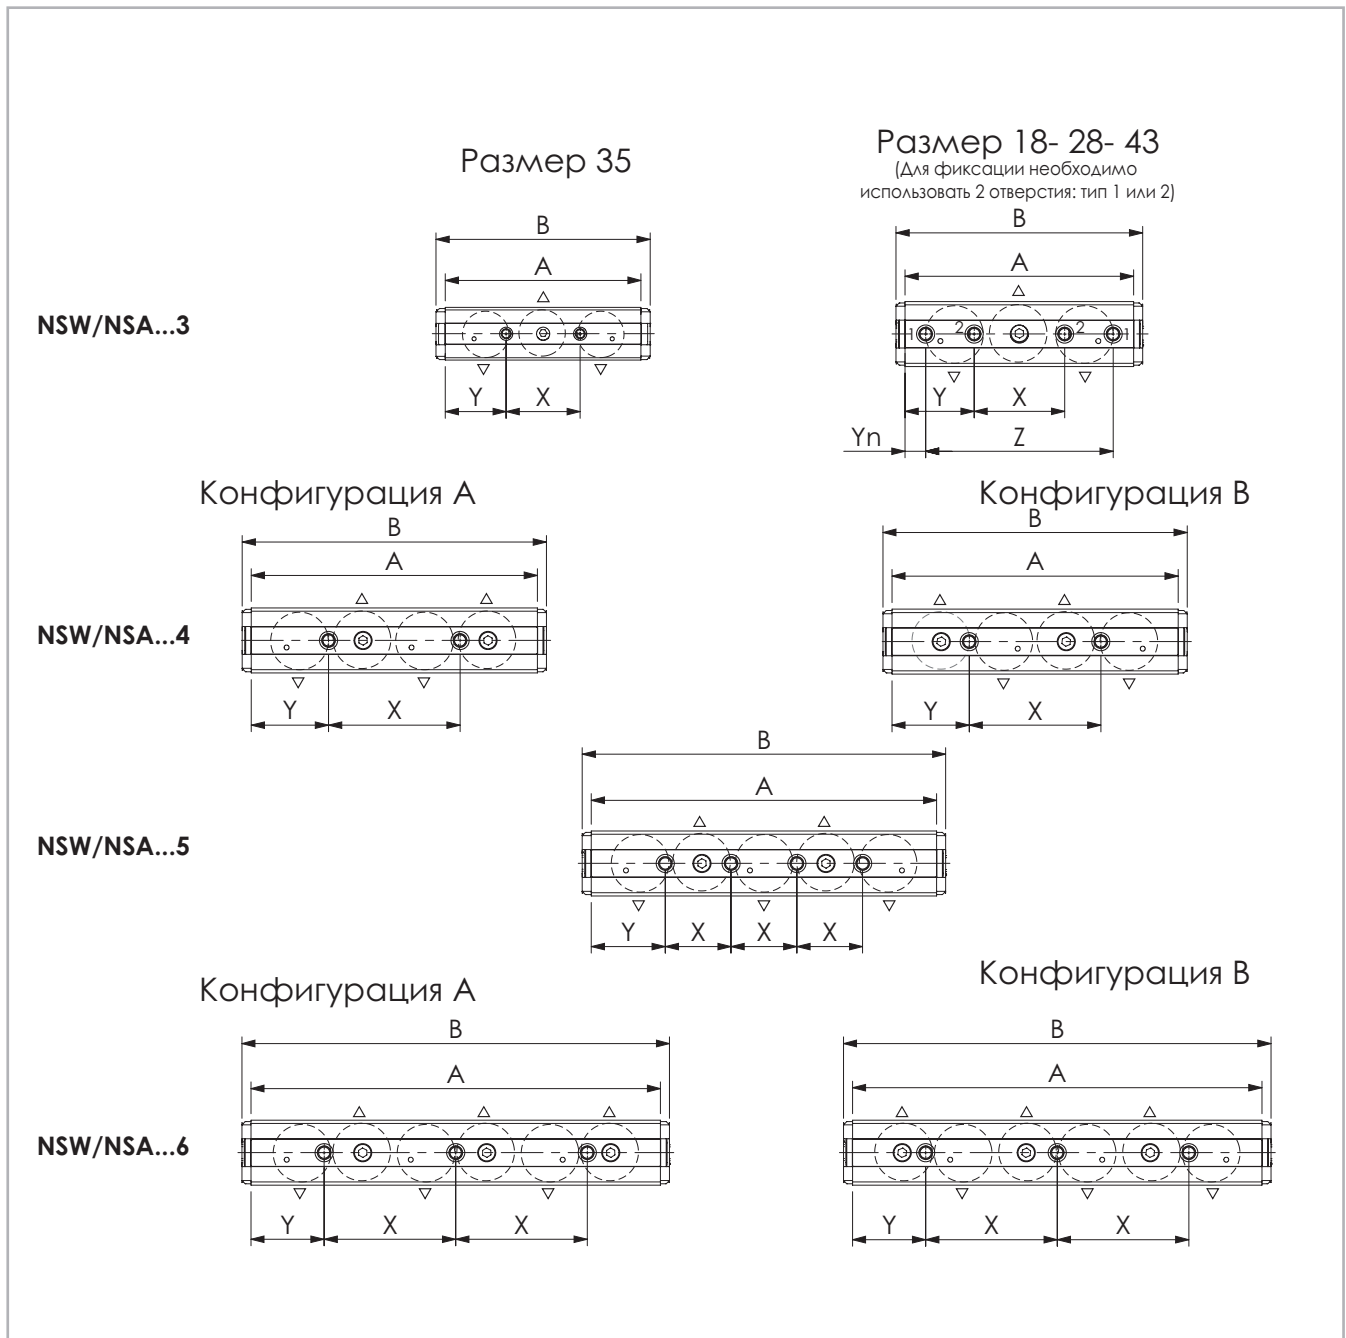 Размер 35
Размер 18- 28- 43
(Для фиксации необходимо
использовать 2 отверстия: тип 1 или 2)
B
B
A
A
NSW/NSA...3
1 2 2 1
Y X
Y X
Yn Z
Конфигурация A
Конфигурация B
B
B
A
A
NSW/NSA...4
Y X
Y X
B
A
NSW/NSA...5
Y X X X
Конфигурация A
Конфигурация B
B
B
A
A
NSW/NSA...6
Y X X
Y X X